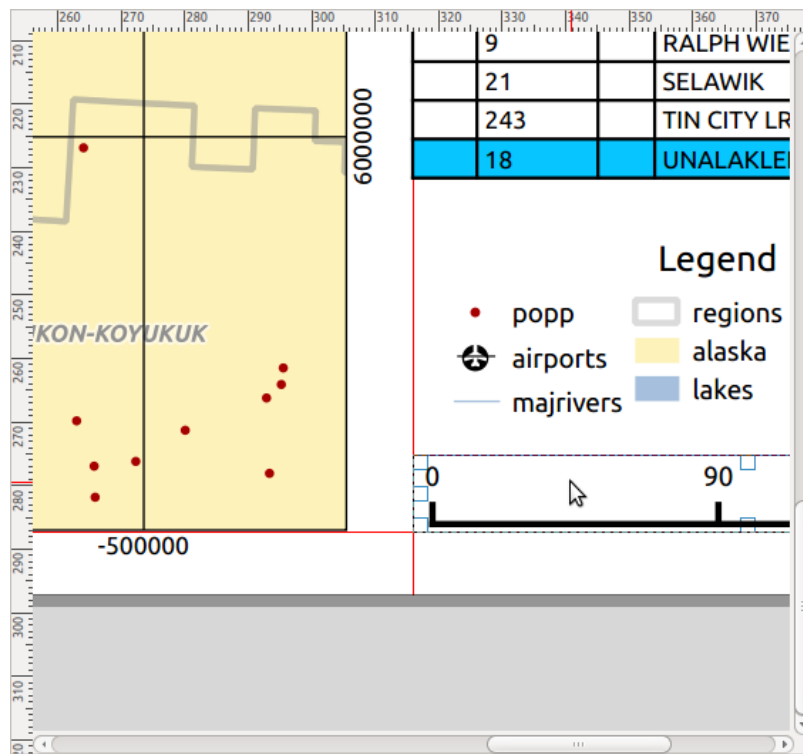 260 270 280 290 300 310 320 330 340 350 360 370
210
220
230
240
250
260
270
280
290
300
310
9 RALPH WIE
21 SELAWIK
243 TIN CITY LR
18 UNALAKLE
6000000
KON-KOYUKUK
-500000
Legend
popp
airports
majrivers
regions
alaska
lakes
0 90